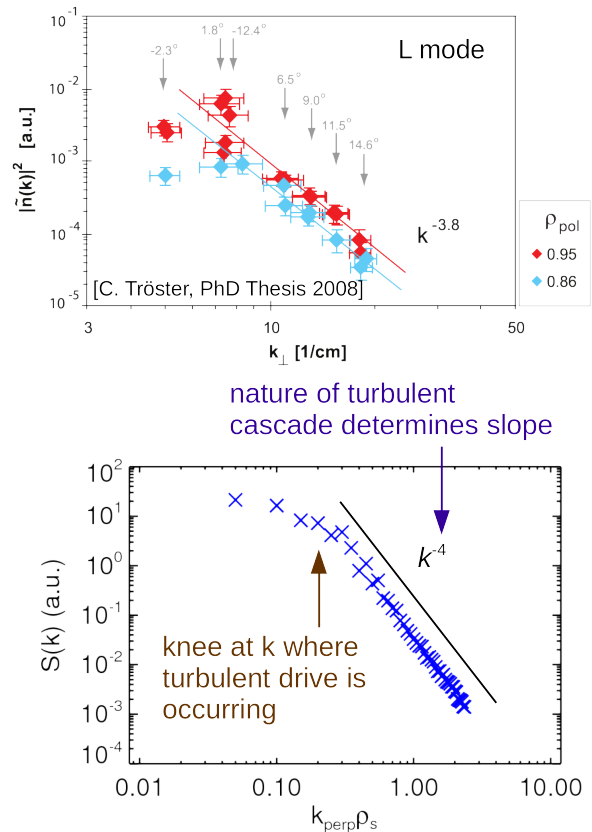 10⁻¹
10⁻²
10⁻³
10⁻⁴
10⁻⁵
|ñ(k)|² [a.u.]
-2.3°
1.8°
-12.4°
6.5°
9.0°
11.5°
14.6°
L mode
k⁻³·⁸
[C. Tröster, PhD Thesis 2008]
3
10
50
k⊥ [1/cm]
ρpol
0.95
0.86
nature of turbulent
cascade determines slope
10²
10¹
10⁰
10⁻¹
10⁻²
10⁻³
10⁻⁴
S(k) (a.u.)
k⁻⁴
knee at k where
turbulent drive is
occurring
0.01
0.10
1.00
10.00
kperpρs